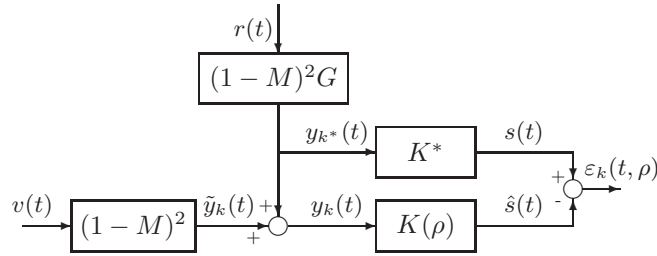 r(t)
(1 − M)²G
y_{k*}(t)
K*
s(t)
+
ε_k(t, ρ)
-
v(t)
(1 − M)²
ỹ_k(t)
+
+
y_k(t)
K(ρ)
ŝ(t)